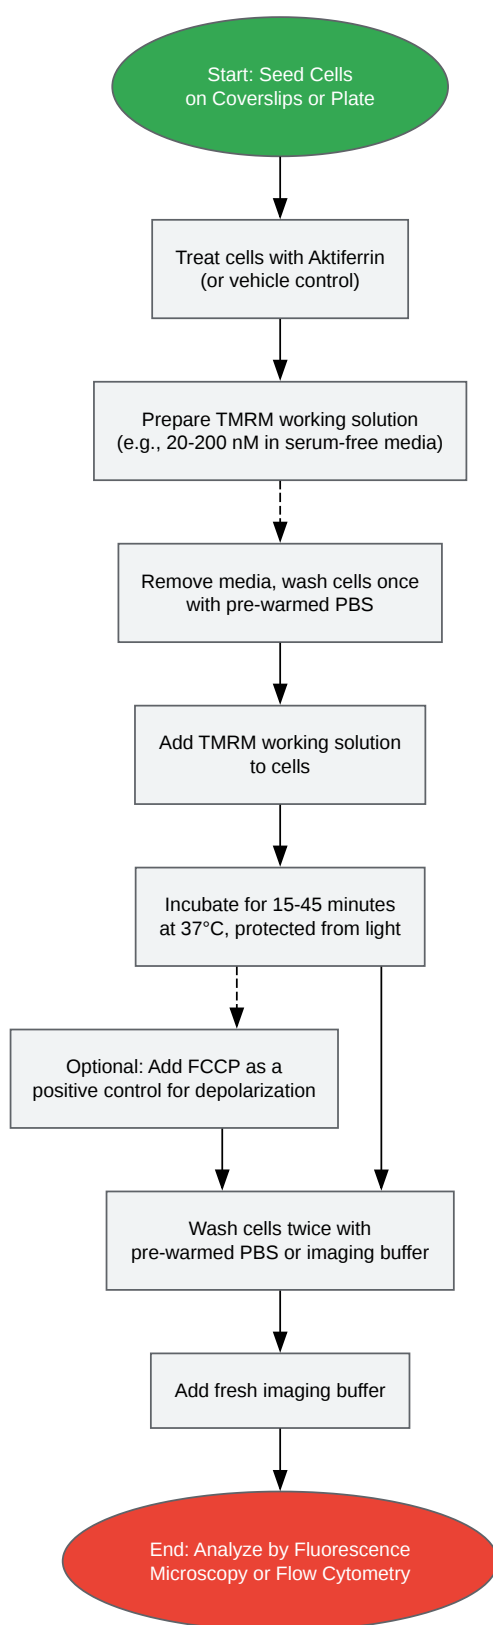 Start: Seed Cells
on Coverslips or Plate
Treat cells with Aktiferrin
(or vehicle control)
Prepare TMRM working solution
(e.g., 20-200 nM in serum-free media)
Remove media, wash cells once
with pre-warmed PBS
Add TMRM working solution
to cells
Incubate for 15-45 minutes
at 37°C, protected from light
Optional: Add FCCP as a
positive control for depolarization
Wash cells twice with
pre-warmed PBS or imaging buffer
Add fresh imaging buffer
End: Analyze by Fluorescence
Microscopy or Flow Cytometry